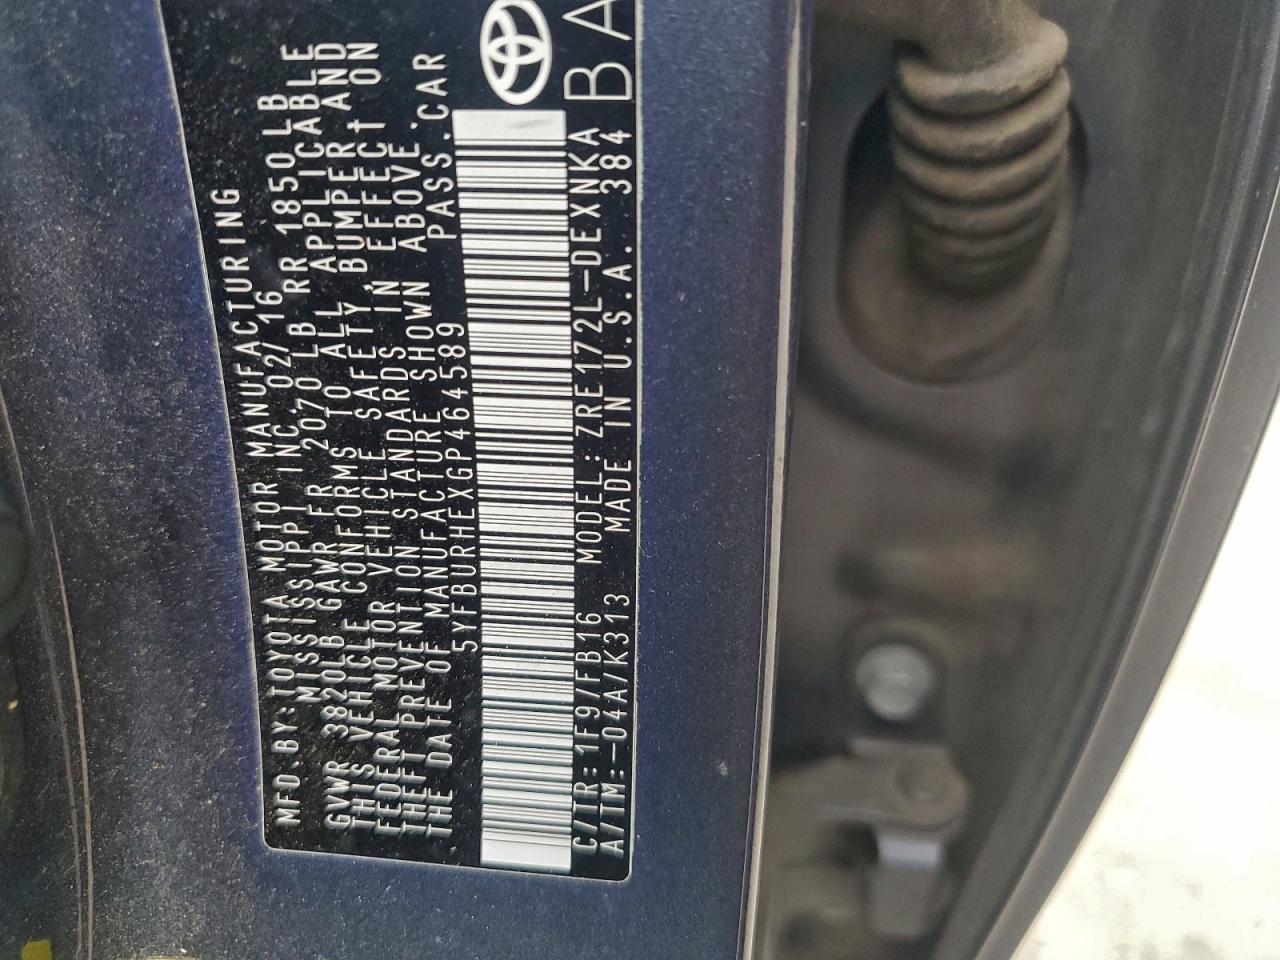 MFD.BY:TOYOTA MOTOR MANUFACTURING
MISSISSIPPI INC. 02/16
GVWR 3820LB GAWR FR 2070LB RR 1850LB
THIS VEHICLE CONFORMS TO ALL APPLICABLE
FEDERAL MOTOR VEHICLE SAFETY,BUMPER AND
THEFT PREVENTION STANDARDS IN EFFECT ON
THE DATE OF MANUFACTURE SHOWN ABOVE.
5YFBURHEXGP464589 PASS.CAR
C/TR:1F9/FB16 MODEL:ZRE172L-DEXNKA
A/TM:-04A/K313 MADE IN U.S.A. 384
BA